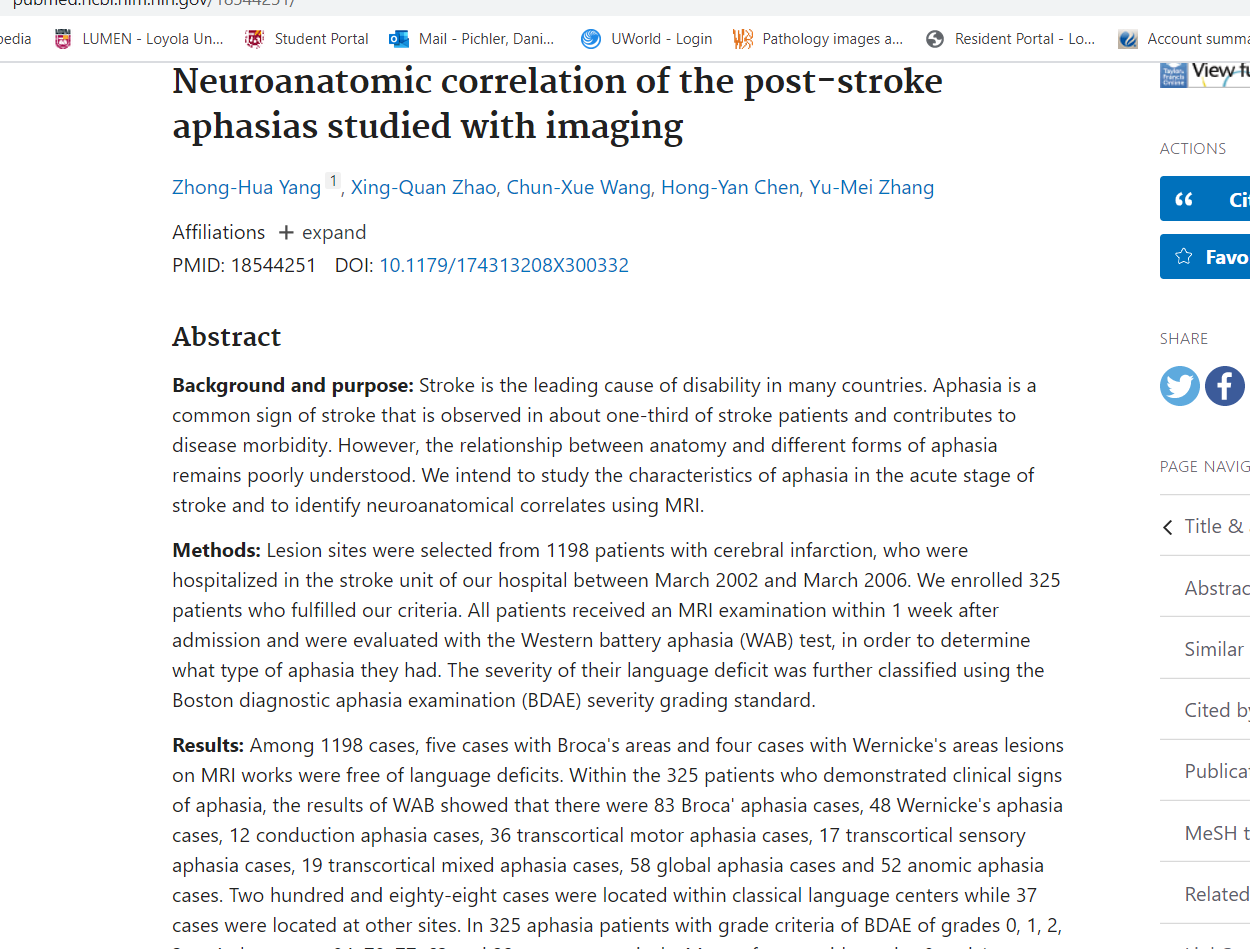 pubmed.ncbi.nlm.nih.gov/18544251/
pedia LUMEN - Loyola Un... Student Portal Mail - Pichler, Dani... UWorld - Login Pathology images a... Resident Portal - Lo... Account summa
Neuroanatomic correlation of the post-stroke
aphasias studied with imaging
Zhong-Hua Yang 1, Xing-Quan Zhao, Chun-Xue Wang, Hong-Yan Chen, Yu-Mei Zhang
Affiliations + expand
PMID: 18544251 DOI: 10.1179/174313208X300332
Abstract
Background and purpose: Stroke is the leading cause of disability in many countries. Aphasia is a
common sign of stroke that is observed in about one-third of stroke patients and contributes to
disease morbidity. However, the relationship between anatomy and different forms of aphasia
remains poorly understood. We intend to study the characteristics of aphasia in the acute stage of
stroke and to identify neuroanatomical correlates using MRI.
Methods: Lesion sites were selected from 1198 patients with cerebral infarction, who were
hospitalized in the stroke unit of our hospital between March 2002 and March 2006. We enrolled 325
patients who fulfilled our criteria. All patients received an MRI examination within 1 week after
admission and were evaluated with the Western battery aphasia (WAB) test, in order to determine
what type of aphasia they had. The severity of their language deficit was further classified using the
Boston diagnostic aphasia examination (BDAE) severity grading standard.
Results: Among 1198 cases, five cases with Broca's areas and four cases with Wernicke's areas lesions
on MRI works were free of language deficits. Within the 325 patients who demonstrated clinical signs
of aphasia, the results of WAB showed that there were 83 Broca' aphasia cases, 48 Wernicke's aphasia
cases, 12 conduction aphasia cases, 36 transcortical motor aphasia cases, 17 transcortical sensory
aphasia cases, 19 transcortical mixed aphasia cases, 58 global aphasia cases and 52 anomic aphasia
cases. Two hundred and eighty-eight cases were located within classical language centers while 37
cases were located at other sites. In 325 aphasia patients with grade criteria of BDAE of grades 0, 1, 2,
Taylor & Francis Online View fu
ACTIONS
Cit
Favo
SHARE
PAGE NAVIG
Title &
Abstrac
Similar
Cited by
Publicat
MeSH t
Related